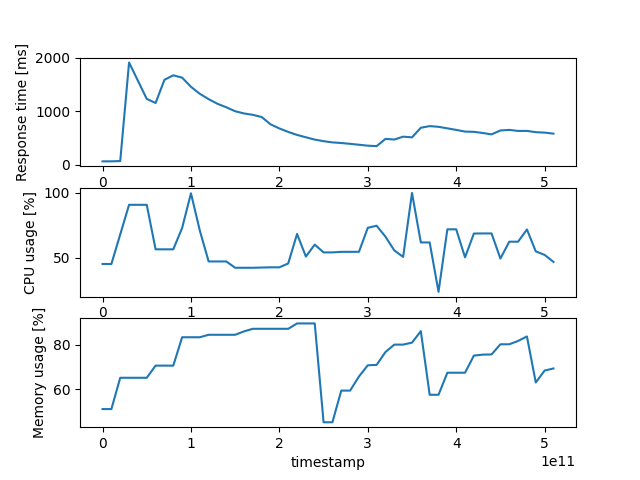 Response time [ms]
2000
1000
0
0 1 2 3 4 5
CPU usage [%]
100
50
0 1 2 3 4 5
Memory usage [%]
80
60
0 1 2 3 4 5
timestamp
1e11